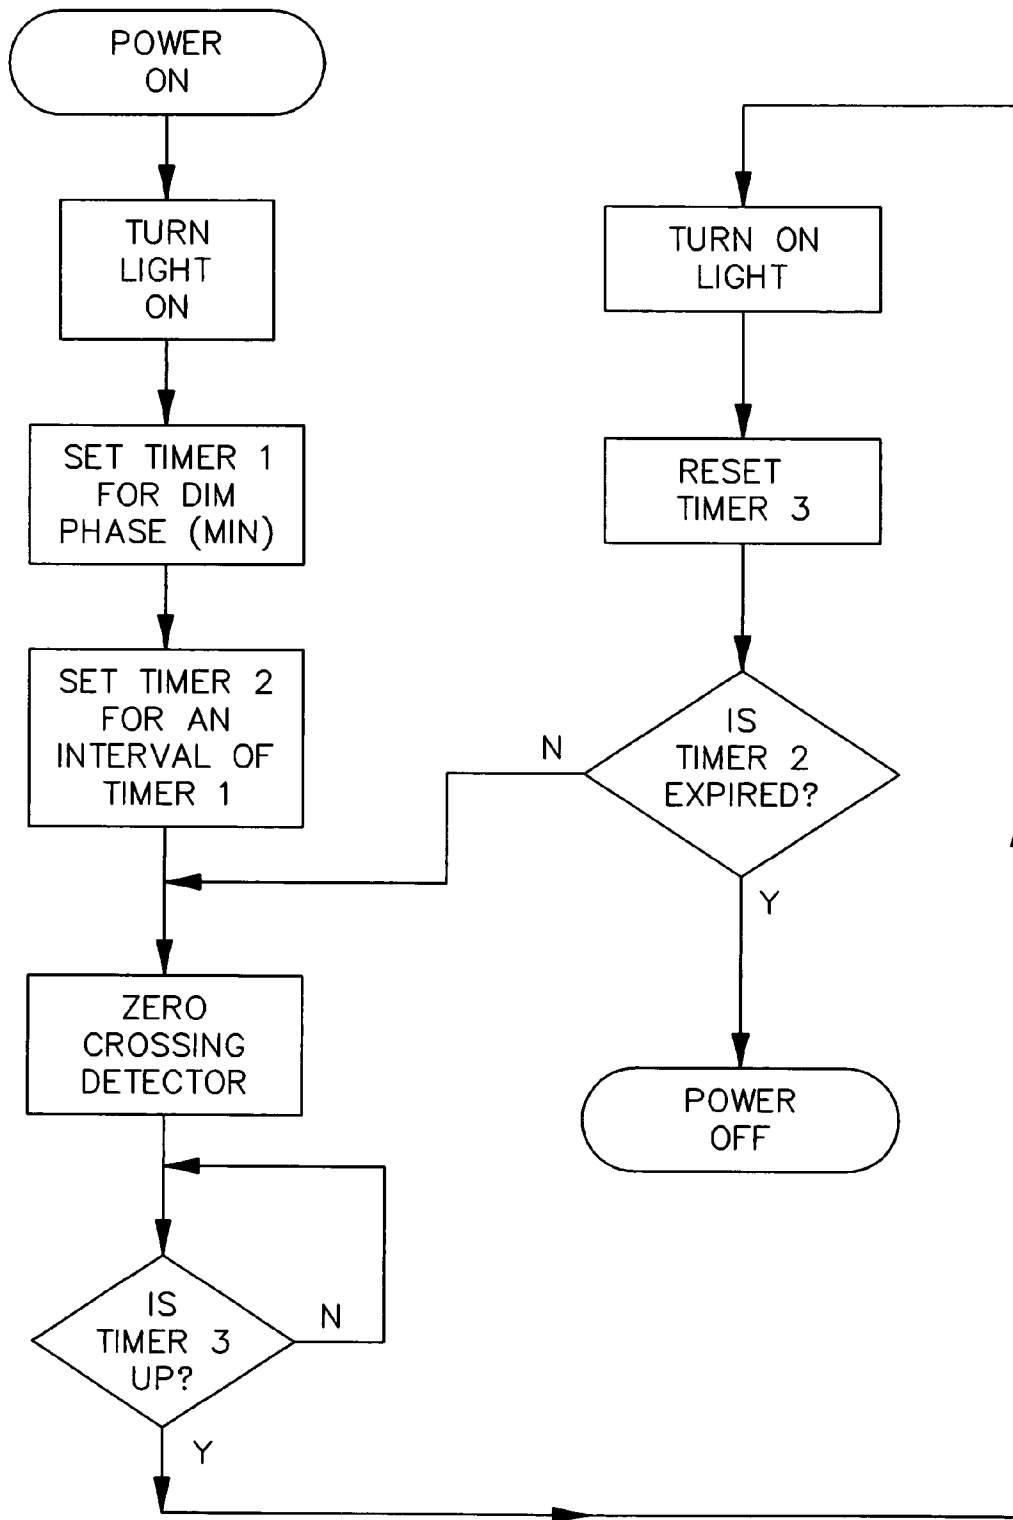 POWER
ON
TURN
LIGHT
ON
SET TIMER 1
FOR DIM
PHASE (MIN)
SET TIMER 2
FOR AN
INTERVAL OF
TIMER 1
ZERO
CROSSING
DETECTOR
IS
TIMER 3
UP?
N
Y
TURN ON
LIGHT
RESET
TIMER 3
IS
TIMER 2
EXPIRED?
N
Y
POWER
OFF